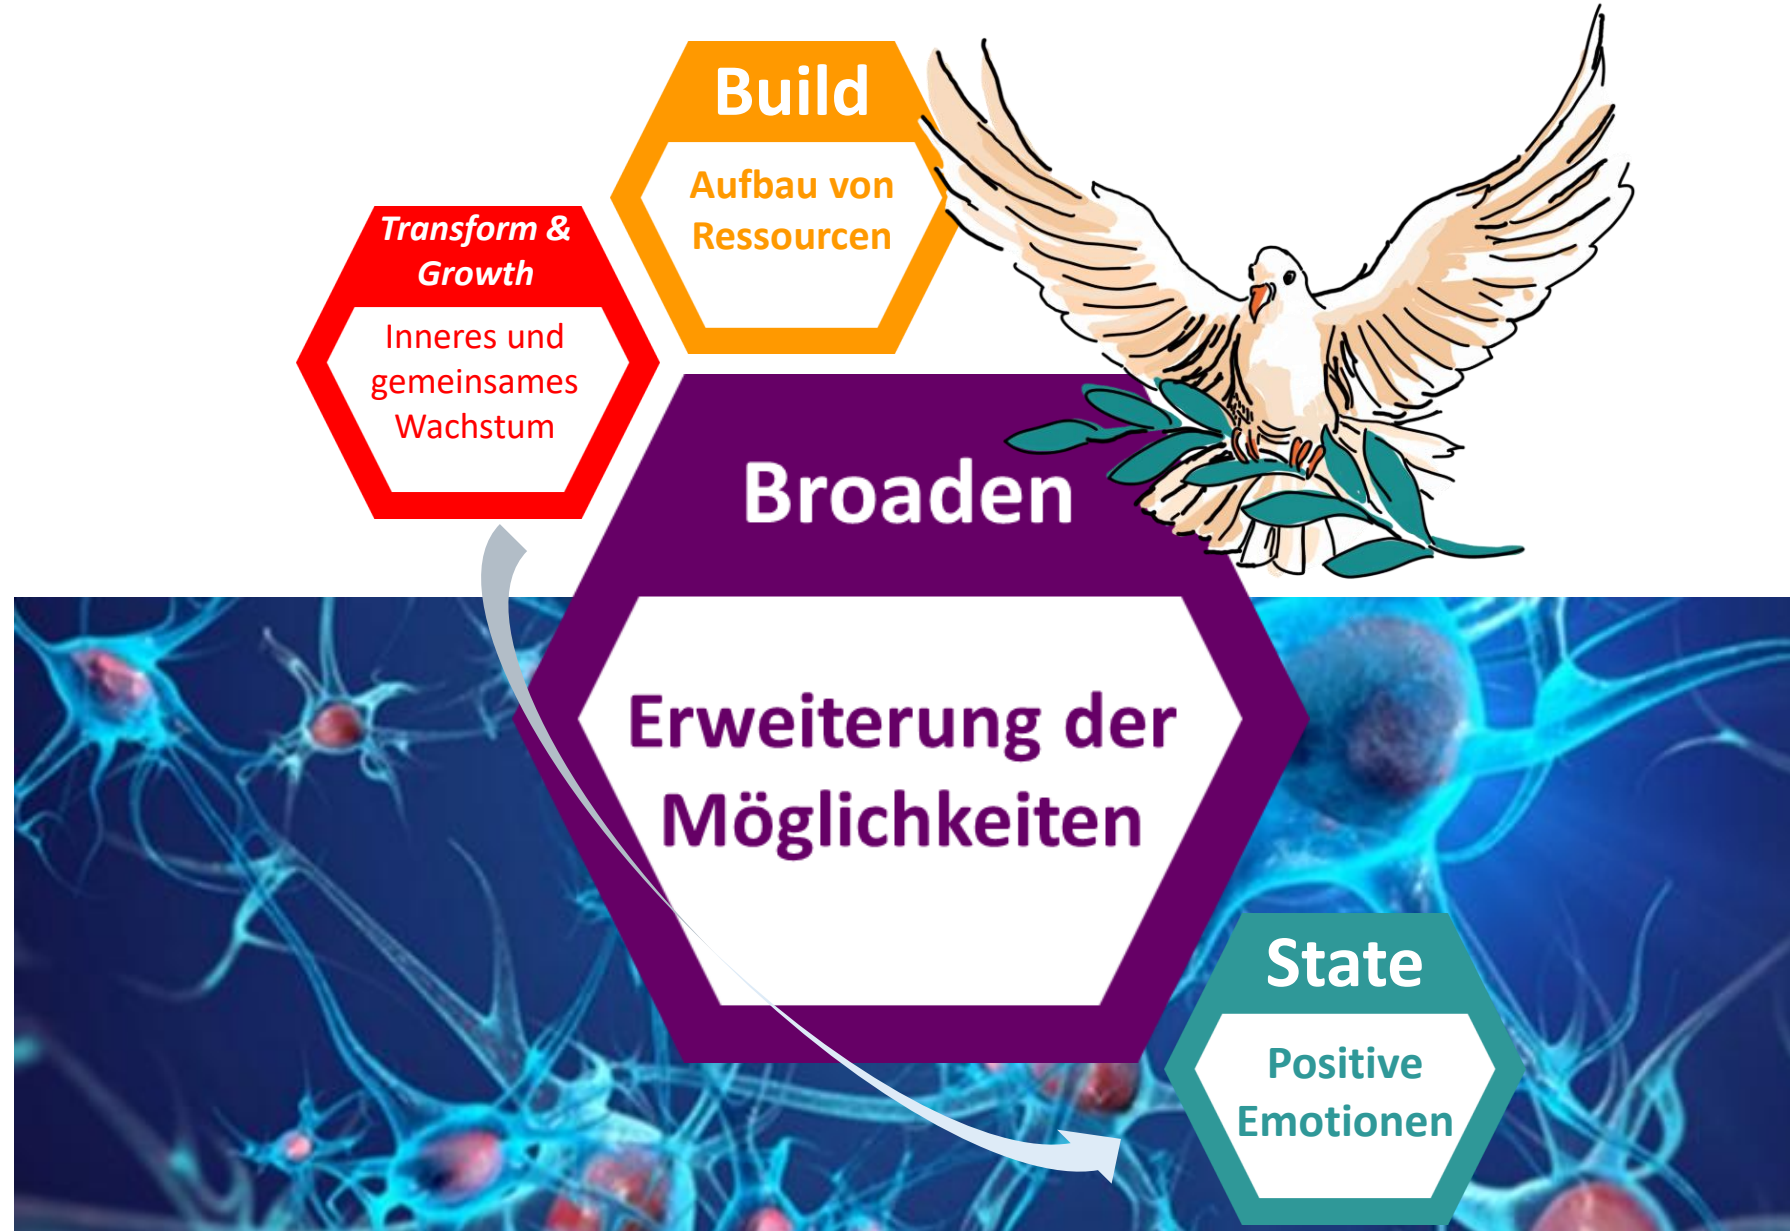 Build
Aufbau von
Ressourcen
Transform &
Growth
Inneres und
gemeinsames
Wachstum
Broaden
Erweiterung der
Möglichkeiten
State
Positive
Emotionen